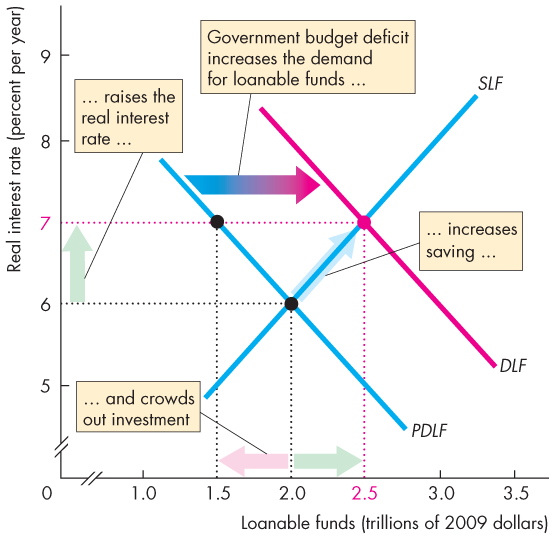 Real interest rate (percent per year)
9
8
7
6
5
0
Government budget deficit
increases the demand
for loanable funds …
… raises the
real interest
rate …
SLF
… increases
saving …
DLF
… and crowds
out investment
PDLF
1.0
1.5
2.0
2.5
3.0
3.5
Loanable funds (trillions of 2009 dollars)